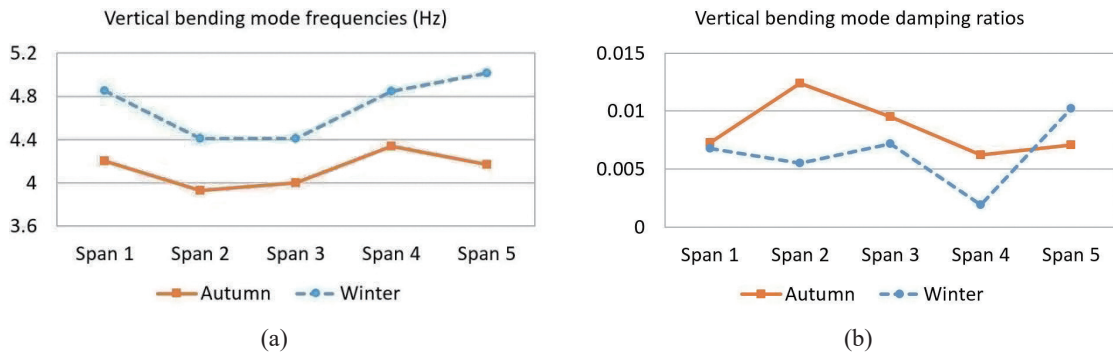 Vertical bending mode frequencies (Hz)
5.2
4.8
4.4
4
3.6
Span 1 Span 2 Span 3 Span 4 Span 5
Autumn Winter
(a)
Vertical bending mode damping ratios
0.015
0.01
0.005
0
Span 1 Span 2 Span 3 Span 4 Span 5
Autumn Winter
(b)